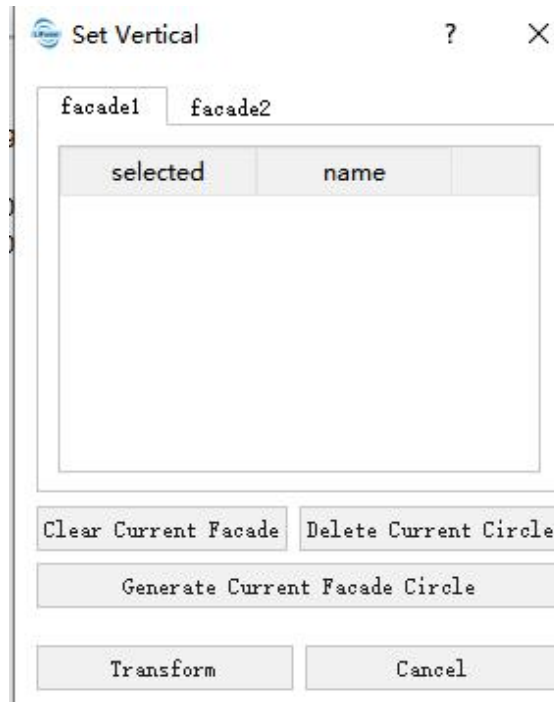 Set Vertical ?
facade1 facade2
selected name
Clear Current Facade Delete Current Circle
Generate Current Facade Circle
Transform Cancel